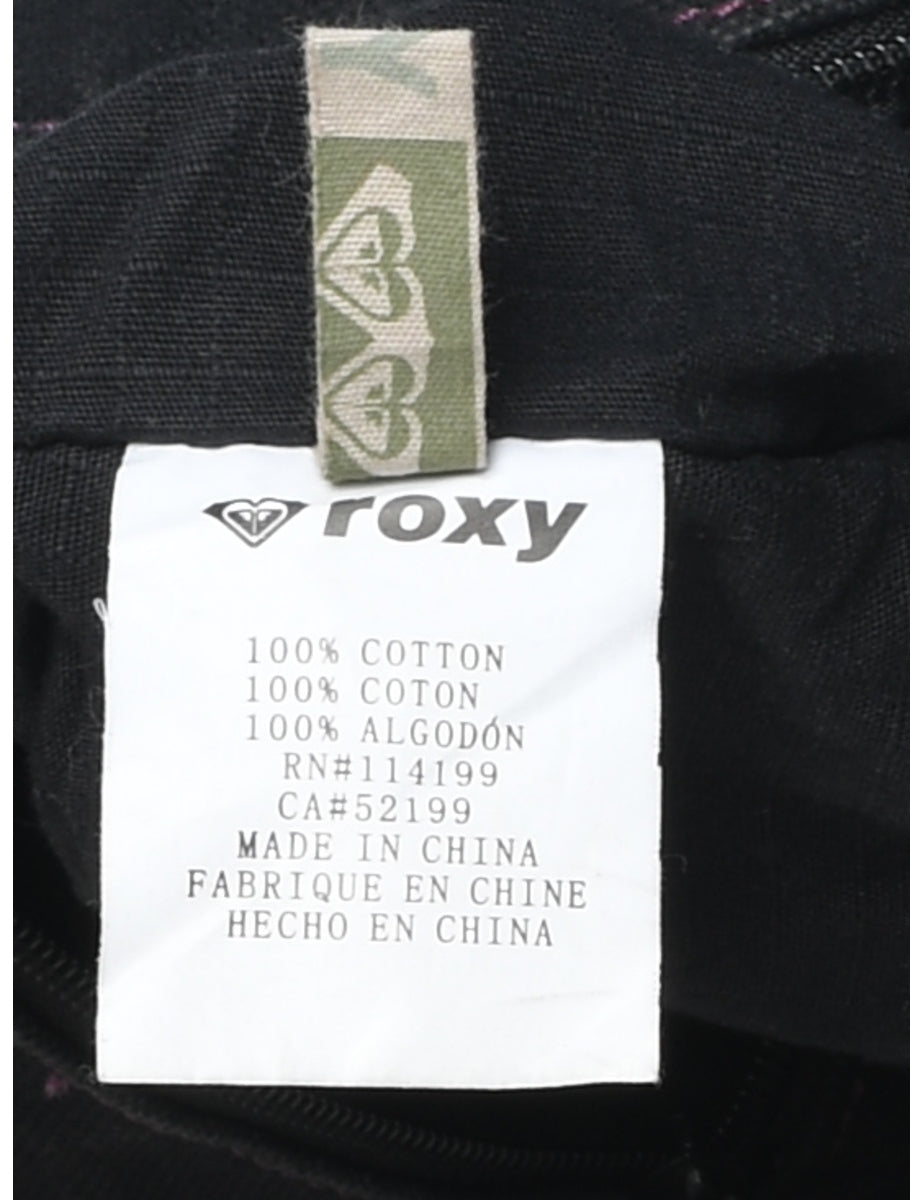 roxy
100% COTTON
100% COTON
100% ALGODÓN
RN#114199
CA#52199
MADE IN CHINA
FABRIQUE EN CHINE
HECHO EN CHINA